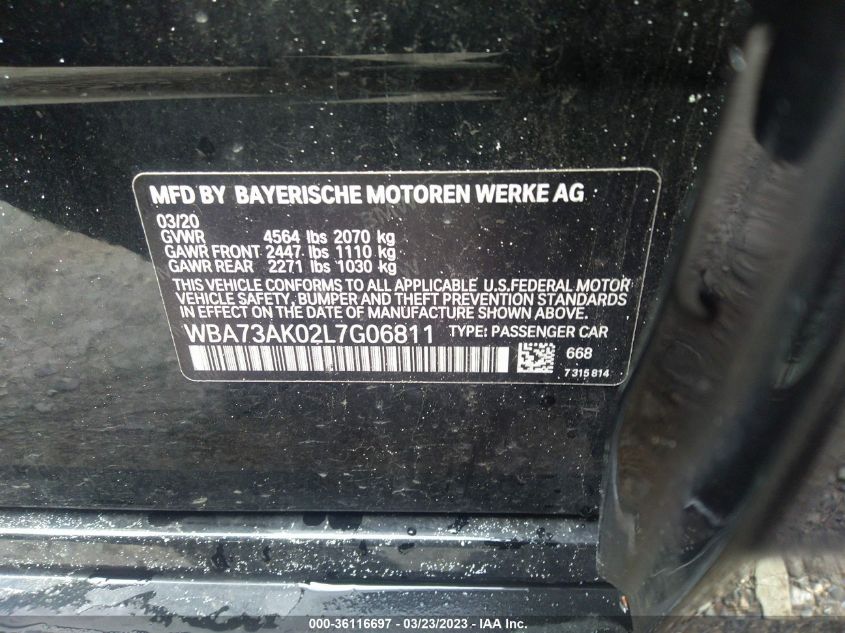 MFD BY BAYERISCHE MOTOREN WERKE AG
03/20
GVWR 4564 lbs 2070 kg
GAWR FRONT 2447 lbs 1110 kg
GAWR REAR 2271 lbs 1030 kg
THIS VEHICLE CONFORMS TO ALL APPLICABLE U.S.FEDERAL MOTOR
VEHICLE SAFETY, BUMPER AND THEFT PREVENTION STANDARDS
IN EFFECT ON THE DATE OF MANUFACTURE SHOWN ABOVE.
WBA73AK02L7G06811 TYPE: PASSENGER CAR
668
7 315 814
000-36116697 - 03/23/2023 - IAA Inc.